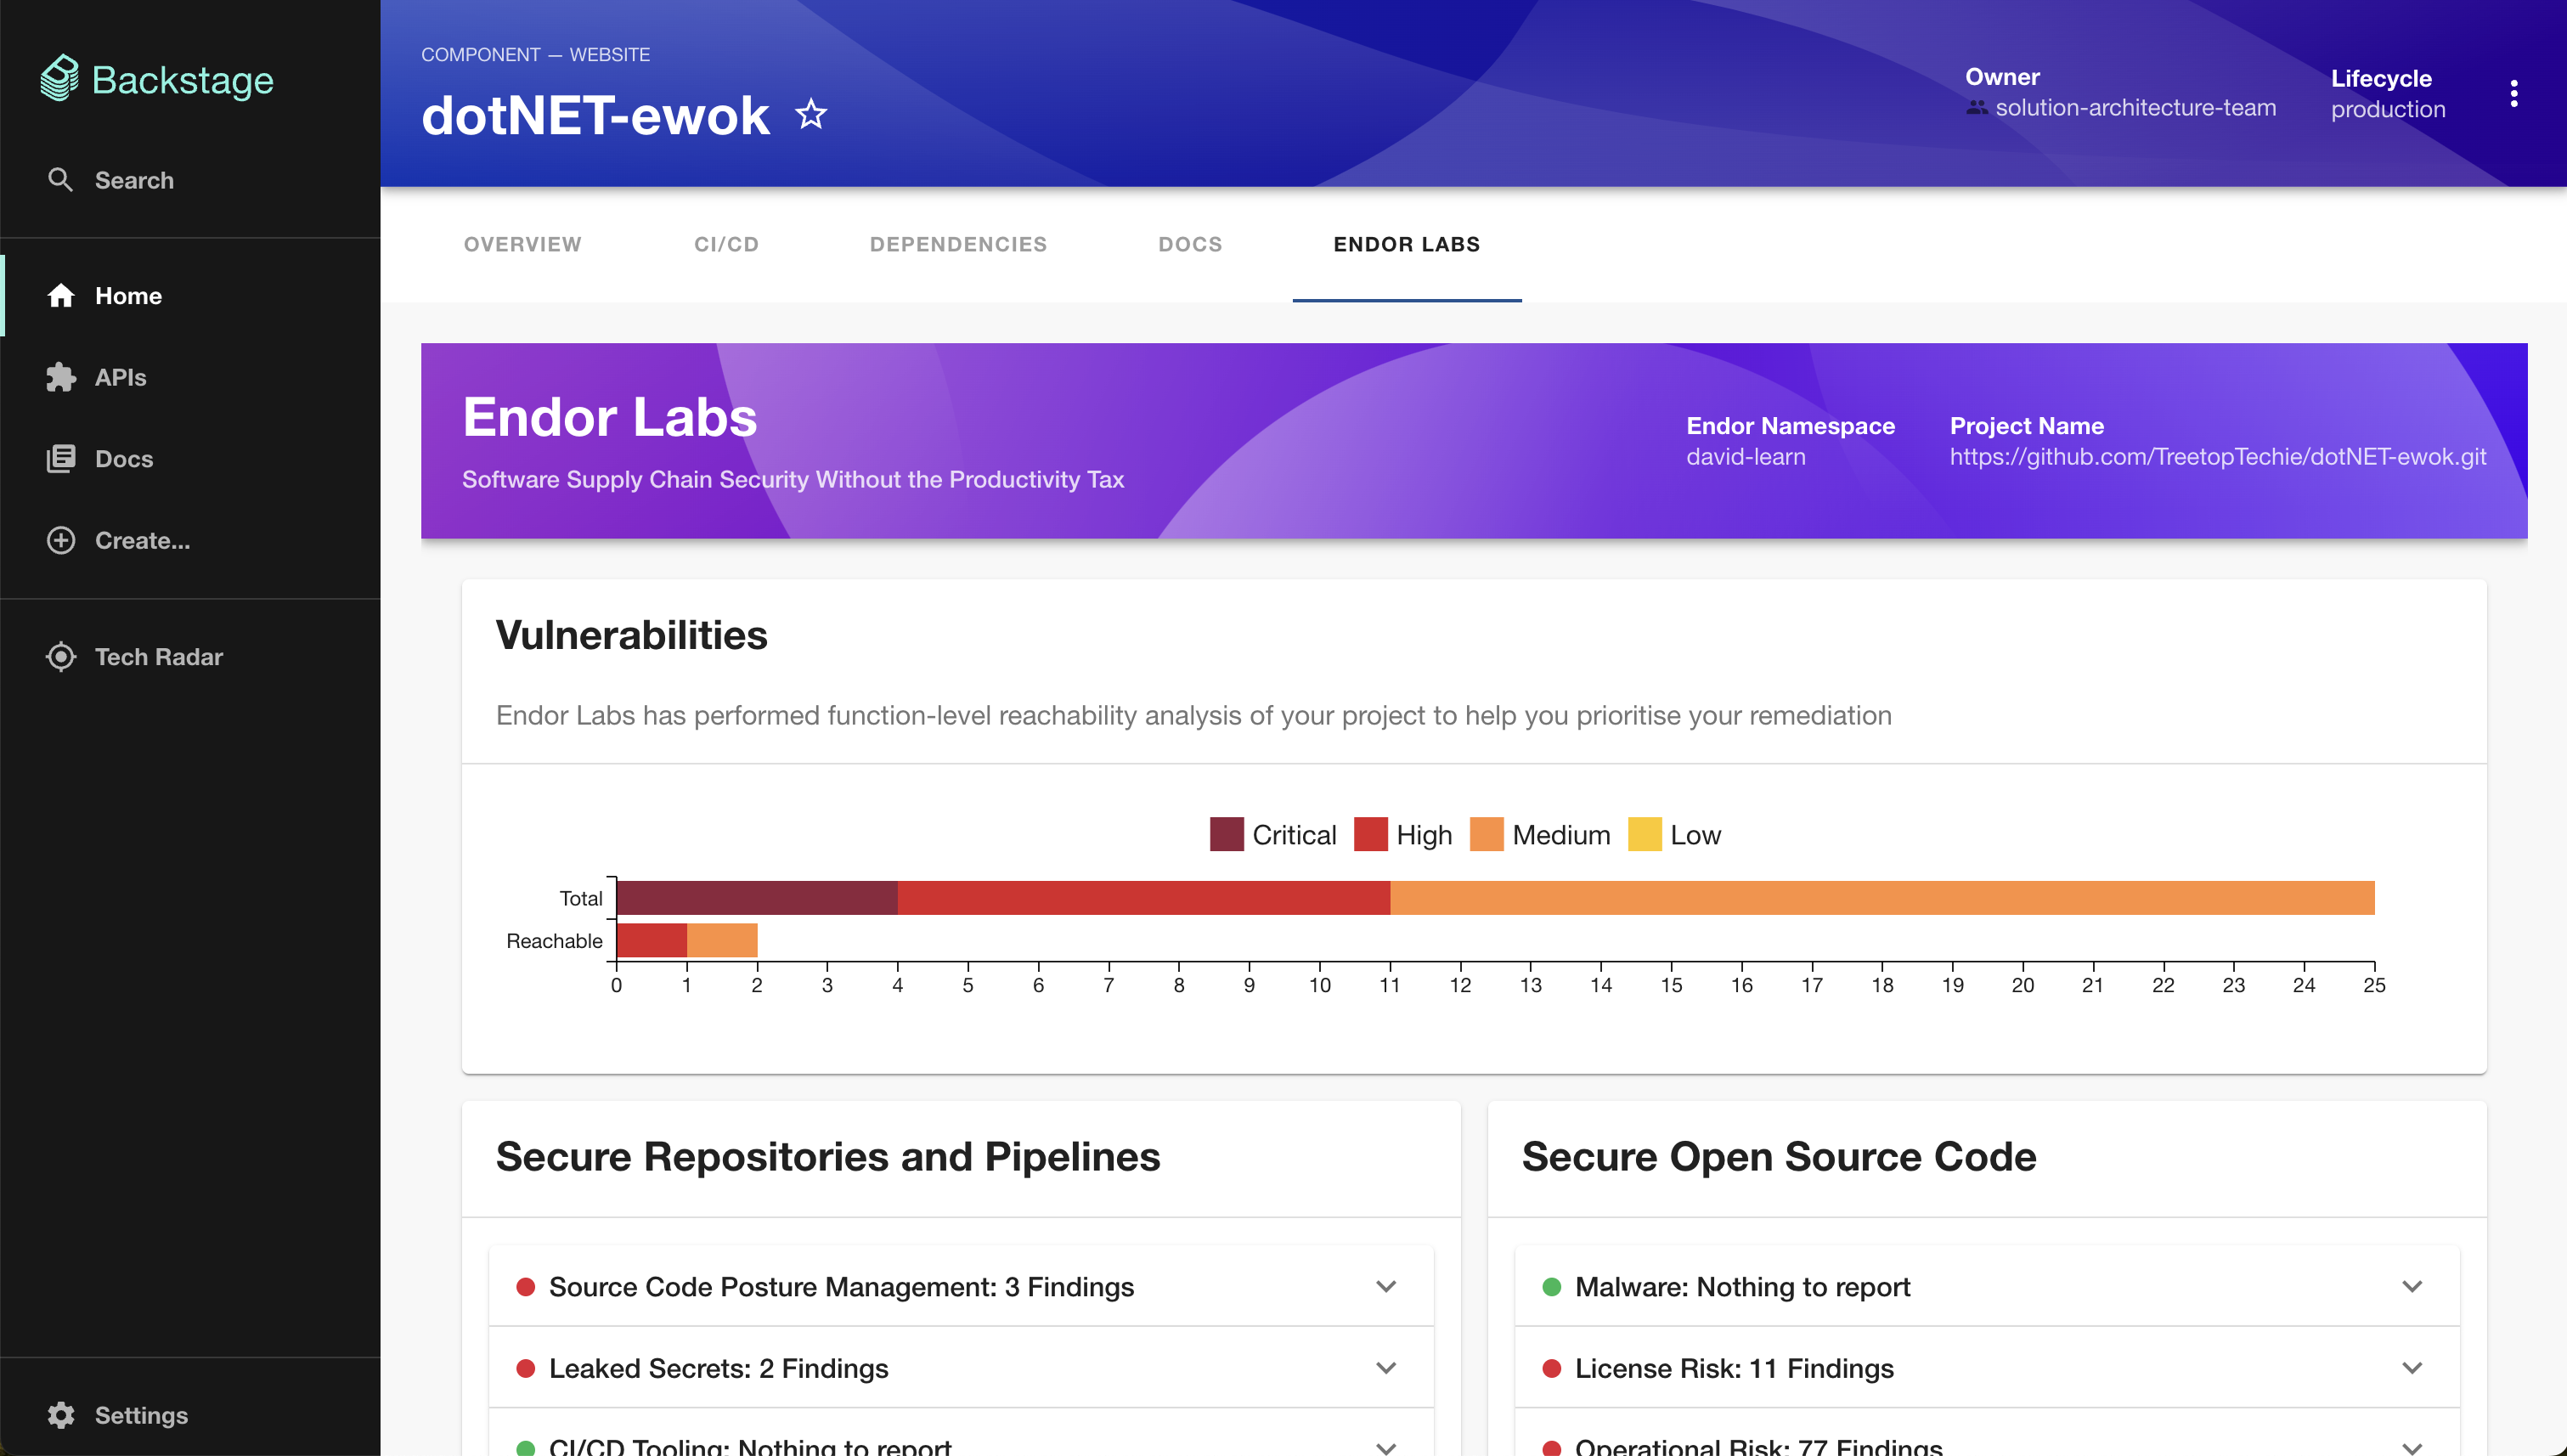 Backstage
Search
Home
APIs
Docs
Create...
Tech Radar
Settings
COMPONENT — WEBSITE
dotNET-ewok
Owner
solution-architecture-team
Lifecycle
production
OVERVIEW CI/CD DEPENDENCIES DOCS ENDOR LABS
Endor Labs
Software Supply Chain Security Without the Productivity Tax
Endor Namespace
david-learn
Project Name
https://github.com/TreetopTechie/dotNET-ewok.git
Vulnerabilities
Endor Labs has performed function-level reachability analysis of your project to help you prioritise your remediation
Critical High Medium Low
Total
Reachable
0 1 2 3 4 5 6 7 8 9 10 11 12 13 14 15 16 17 18 19 20 21 22 23 24 25
Secure Repositories and Pipelines
Source Code Posture Management: 3 Findings
Leaked Secrets: 2 Findings
CI/CD Tooling: Nothing to report
Secure Open Source Code
Malware: Nothing to report
License Risk: 11 Findings
Operational Risk: 77 Findings